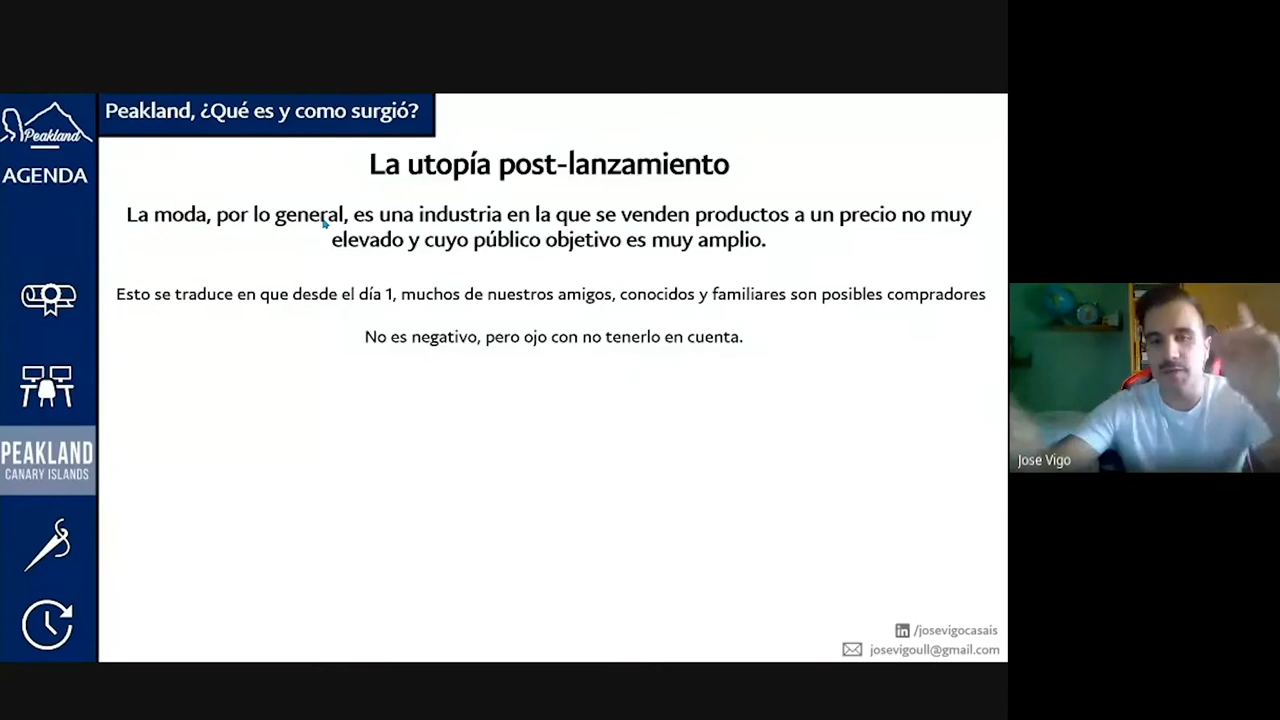 Peakland, ¿Qué es y como surgió?
Peakland
AGENDA
La utopía post-lanzamiento
La moda, por lo general, es una industria en la que se venden productos a un precio no muy
elevado y cuyo público objetivo es muy amplio.
Esto se traduce en que desde el día 1, muchos de nuestros amigos, conocidos y familiares son posibles compradores
No es negativo, pero ojo con no tenerlo en cuenta.
PEAKLAND
CANARY ISLANDS
Jose Vigo
in /josevigocasais
josevigoull@gmail.com